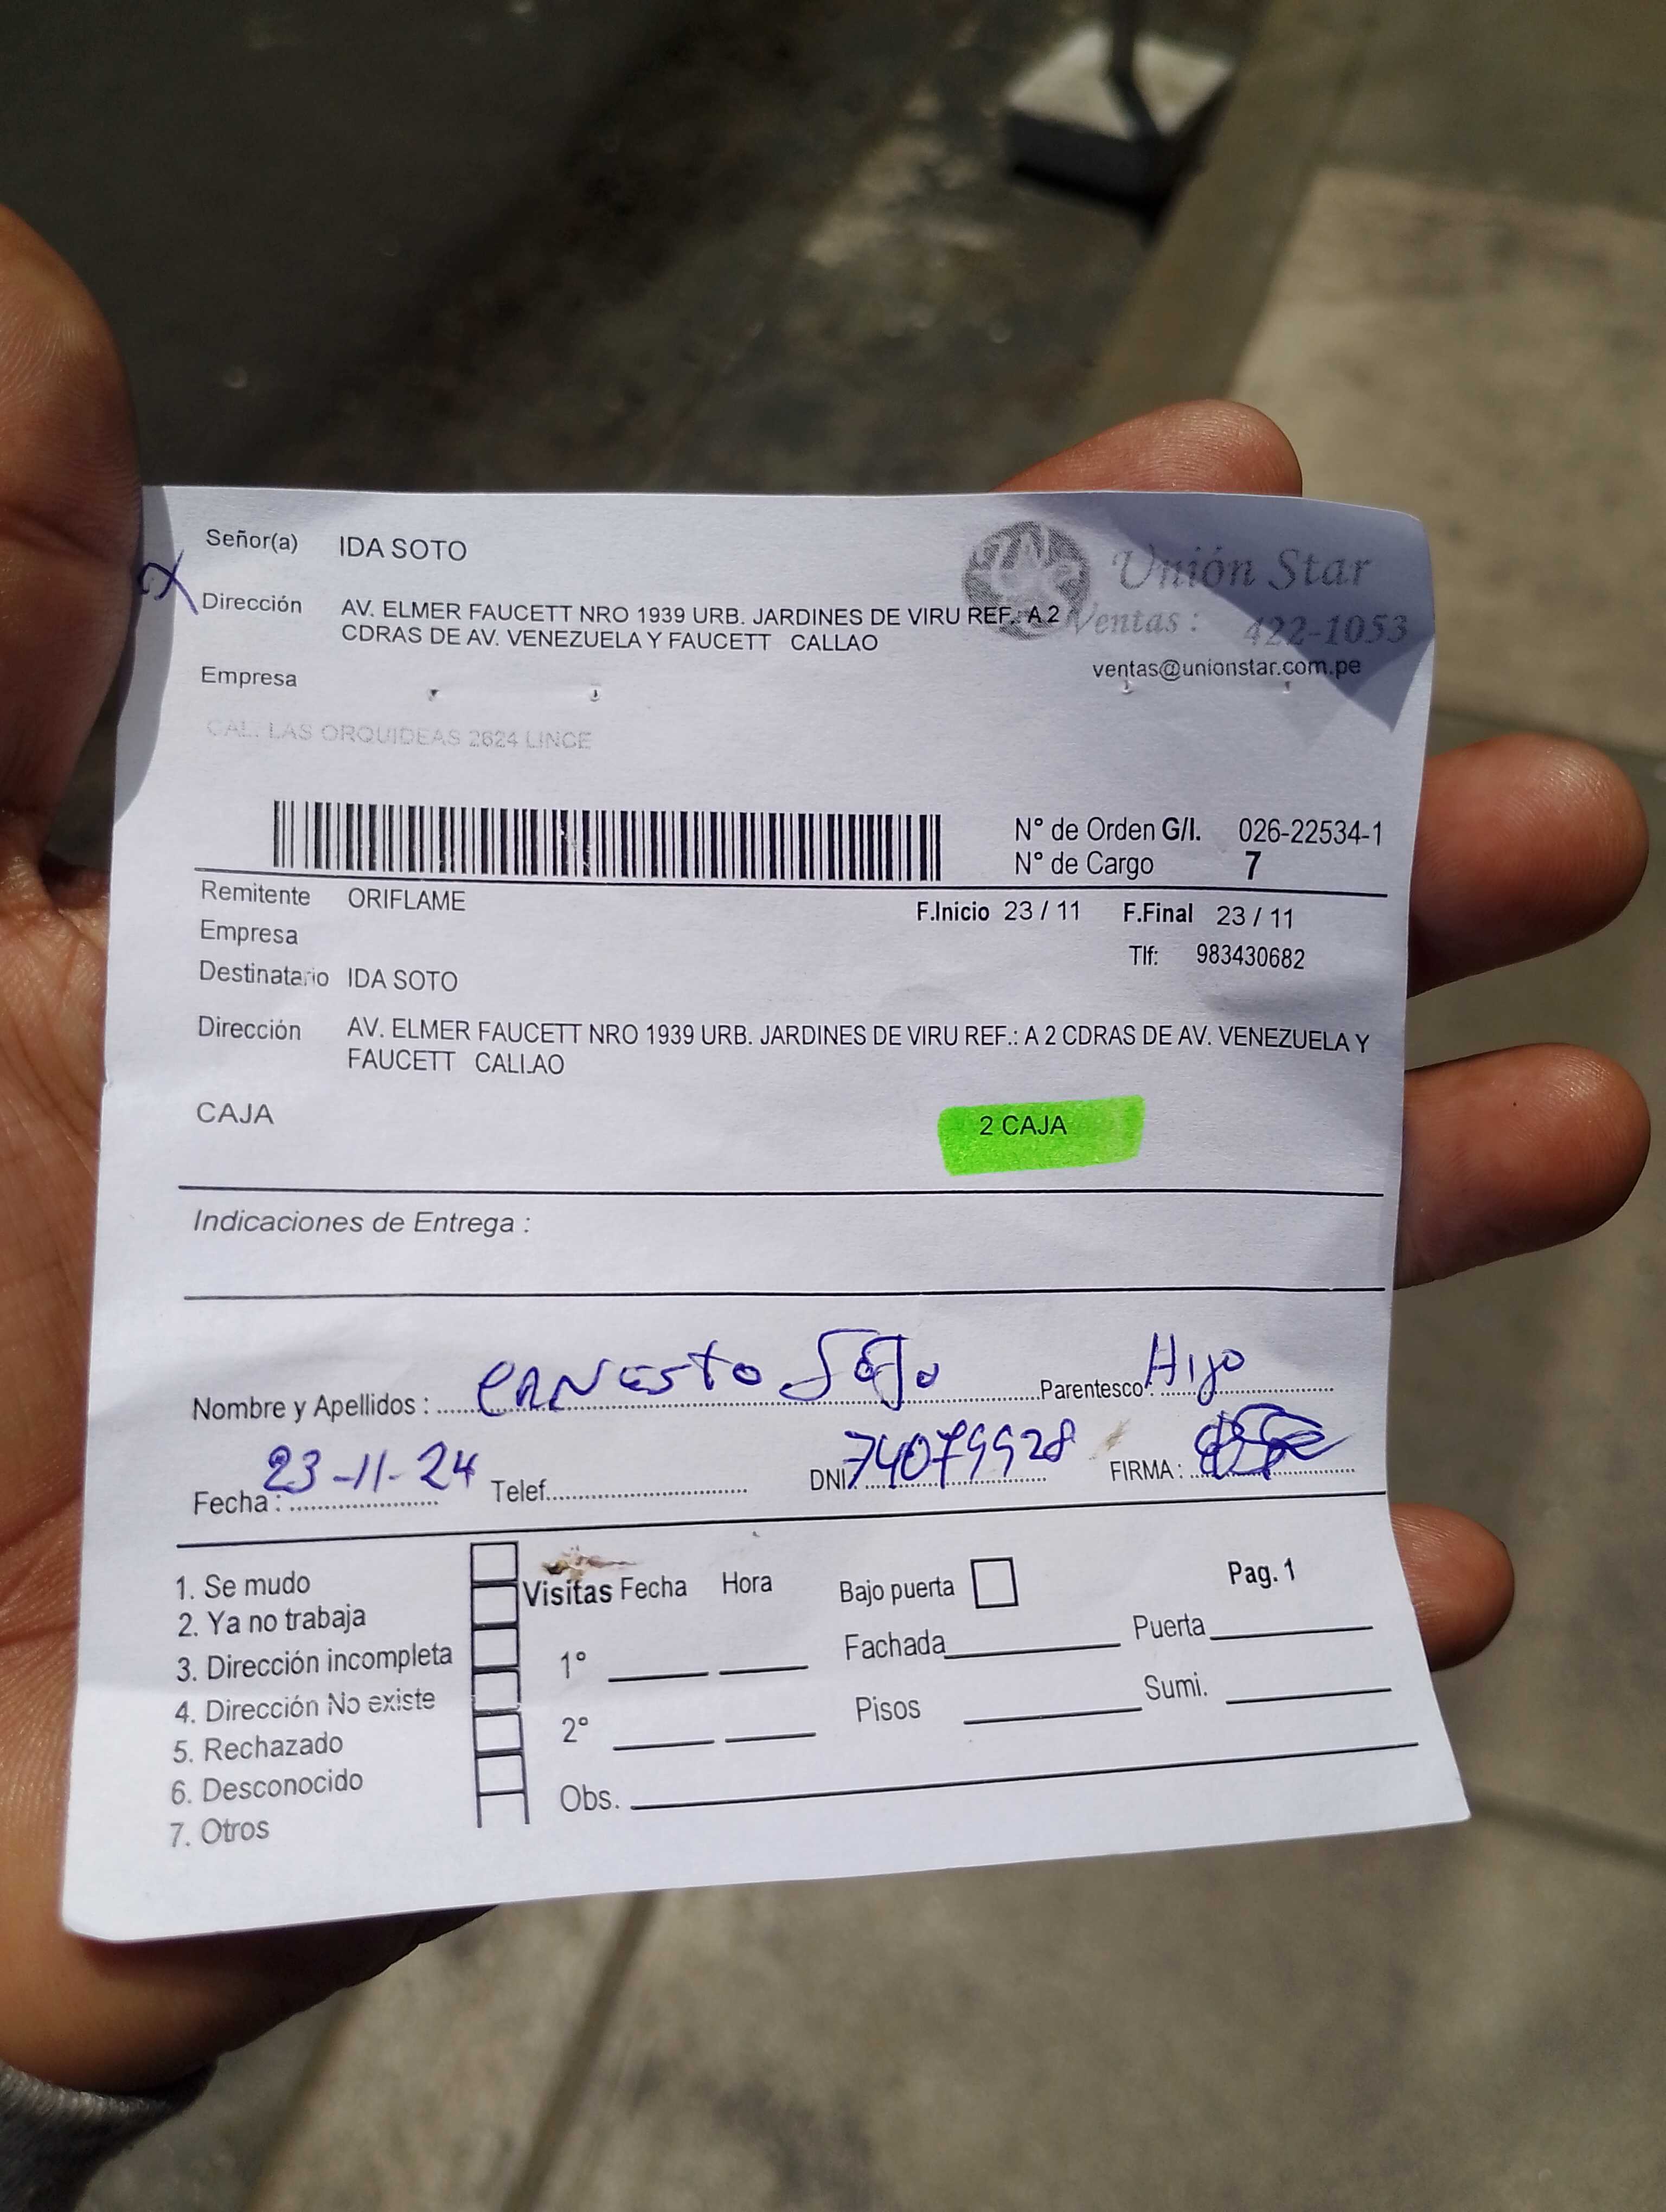 Señor(a) IDA SOTO
Unión Star
Dirección AV. ELMER FAUCETT NRO 1939 URB. JARDINES DE VIRU REF.: A 2
CDRAS DE AV. VENEZUELA Y FAUCETT CALLAO
Ventas : 422-1053
ventas@unionstar.com.pe
Empresa
CAL. LAS ORQUIDEAS 2624 LINCE
N° de Orden G/I. 026-22534-1
N° de Cargo 7
Remitente ORIFLAME
F.Inicio 23 / 11 F.Final 23 / 11
Empresa
Tlf: 983430682
Destinatario IDA SOTO
Dirección AV. ELMER FAUCETT NRO 1939 URB. JARDINES DE VIRU REF.: A 2 CDRAS DE AV. VENEZUELA Y
FAUCETT CALLAO
CAJA 2 CAJA
Indicaciones de Entrega :
Nombre y Apellidos : ERNESTO Soto Parentesco : Hijo
Fecha : 23-11-24 Telef. DNI. 74079928 FIRMA :
1. Se mudo
2. Ya no trabaja
3. Dirección incompleta
4. Dirección No existe
5. Rechazado
6. Desconocido
7. Otros
Visitas Fecha Hora
1°
2°
Obs.
Bajo puerta
Pag. 1
Fachada Puerta
Pisos Sumi.